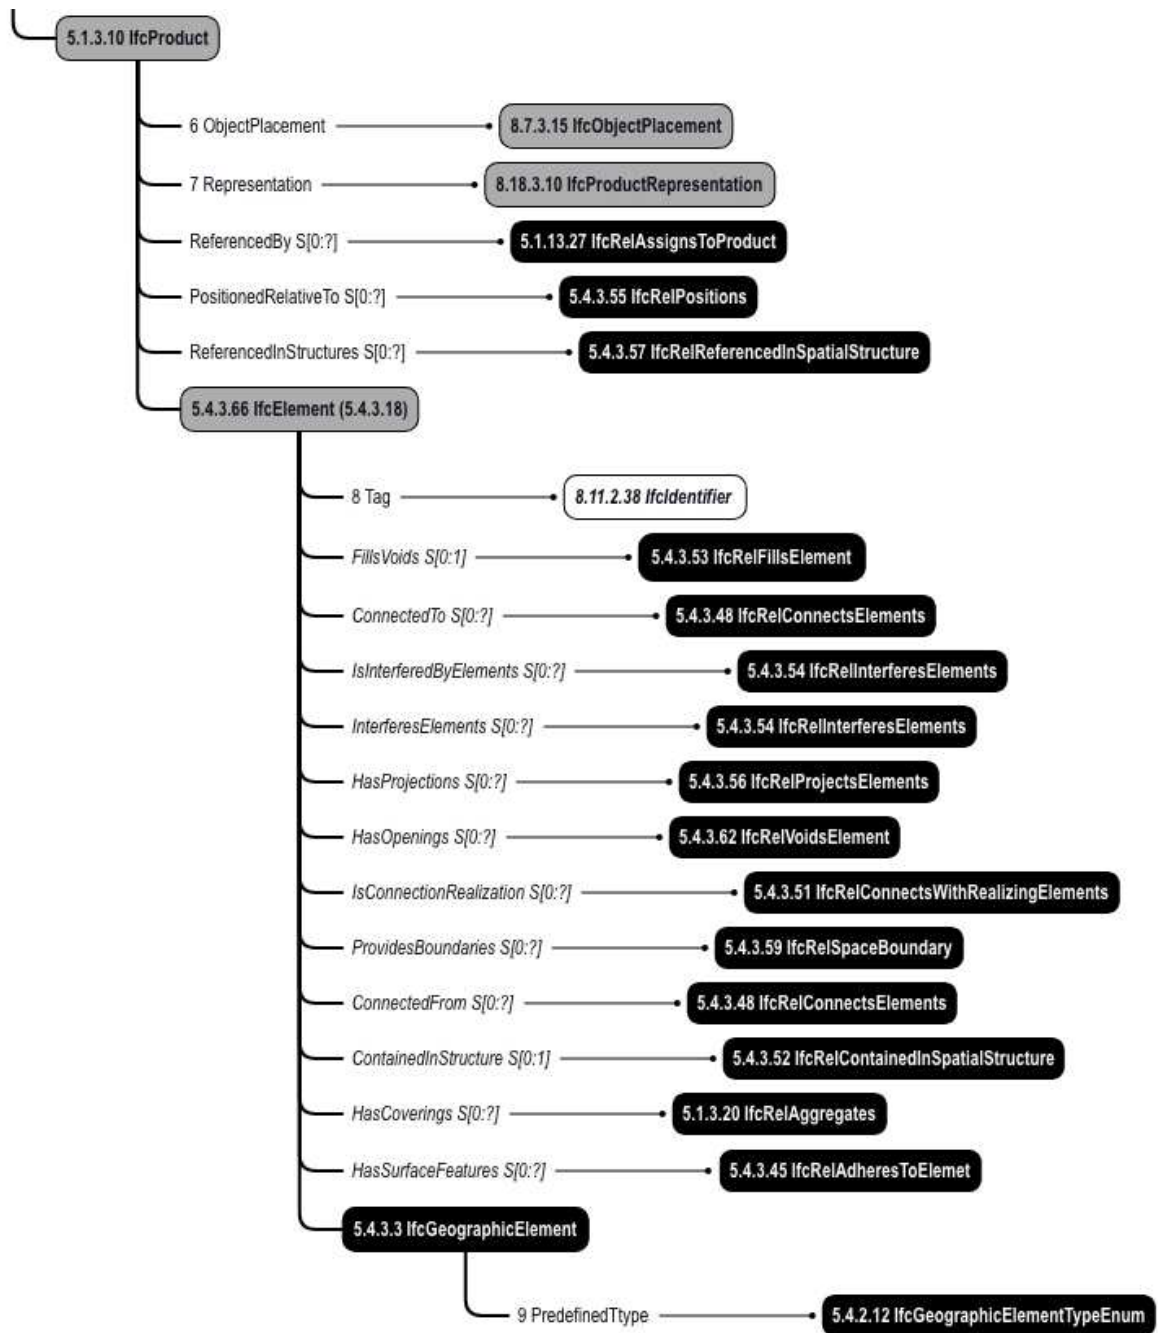 5.1.3.10 IfcProduct
6 ObjectPlacement 8.7.3.15 IfcObjectPlacement
7 Representation 8.18.3.10 IfcProductRepresentation
ReferencedBy S[0:?] 5.1.13.27 IfcRelAssignsToProduct
PositionedRelativeTo S[0:?] 5.4.3.55 IfcRelPositions
ReferencedInStructures S[0:?] 5.4.3.57 IfcRelReferencedInSpatialStructure
5.4.3.66 IfcElement (5.4.3.18)
8 Tag 8.11.2.38 IfcIdentifier
FillsVoids S[0:1] 5.4.3.53 IfcRelFillsElement
ConnectedTo S[0:?] 5.4.3.48 IfcRelConnectsElements
IsInterferedByElements S[0:?] 5.4.3.54 IfcRelInterferesElements
InterferesElements S[0:?] 5.4.3.54 IfcRelInterferesElements
HasProjections S[0:?] 5.4.3.56 IfcRelProjectsElements
HasOpenings S[0:?] 5.4.3.62 IfcRelVoidsElement
IsConnectionRealization S[0:?] 5.4.3.51 IfcRelConnectsWithRealizingElements
ProvidesBoundaries S[0:?] 5.4.3.59 IfcRelSpaceBoundary
ConnectedFrom S[0:?] 5.4.3.48 IfcRelConnectsElements
ContainedInStructure S[0:1] 5.4.3.52 IfcRelContainedInSpatialStructure
HasCoverings S[0:?] 5.1.3.20 IfcRelAggregates
HasSurfaceFeatures S[0:?] 5.4.3.45 IfcRelAdheresToElemet
5.4.3.3 IfcGeographicElement
9 PredefinedTtype 5.4.2.12 IfcGeographicElementTypeEnum